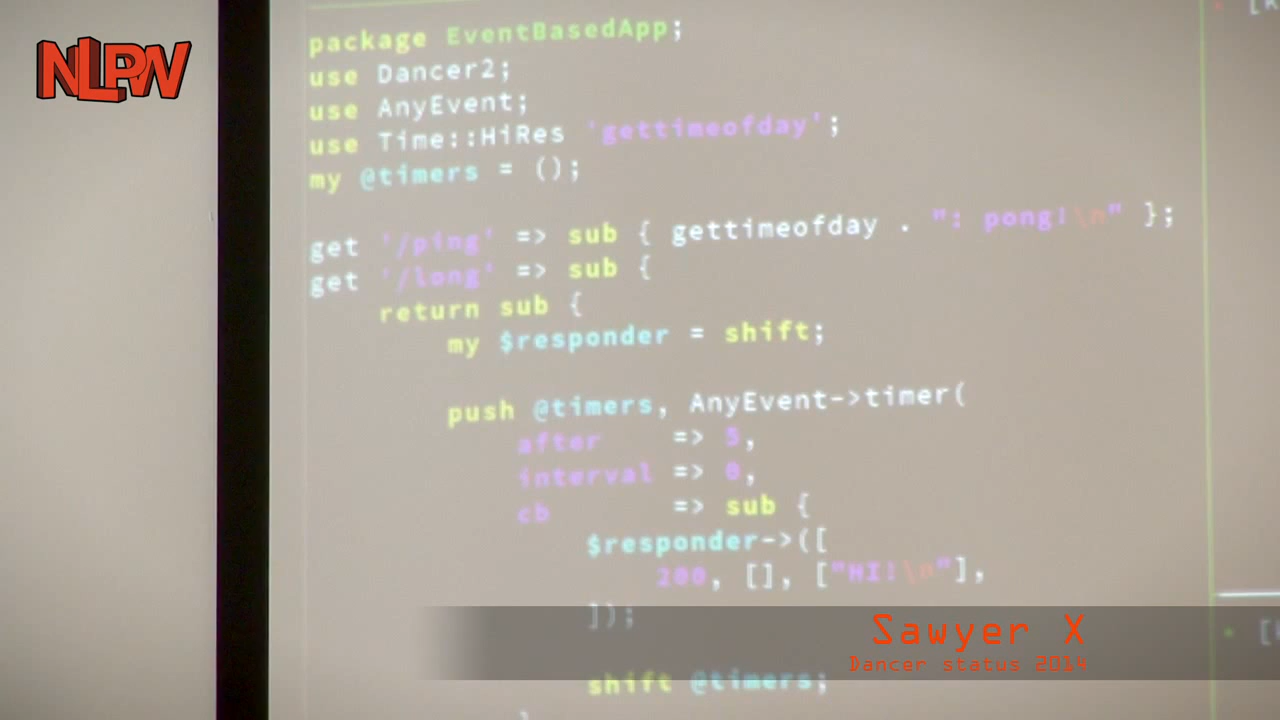 NLPW
package EventBasedApp;
use Dancer2;
use AnyEvent;
use Time::HiRes 'gettimeofday';
my @timers = ();
get '/ping' => sub { gettimeofday . ": pong!\n" };
get '/long' => sub {
return sub {
my $responder = shift;
push @timers, AnyEvent->timer(
after => 5,
interval => 0,
cb => sub {
$responder->([
200, [], ["HI!\n"],
]);
shift @timers;
Sawyer X
Dancer status 2014